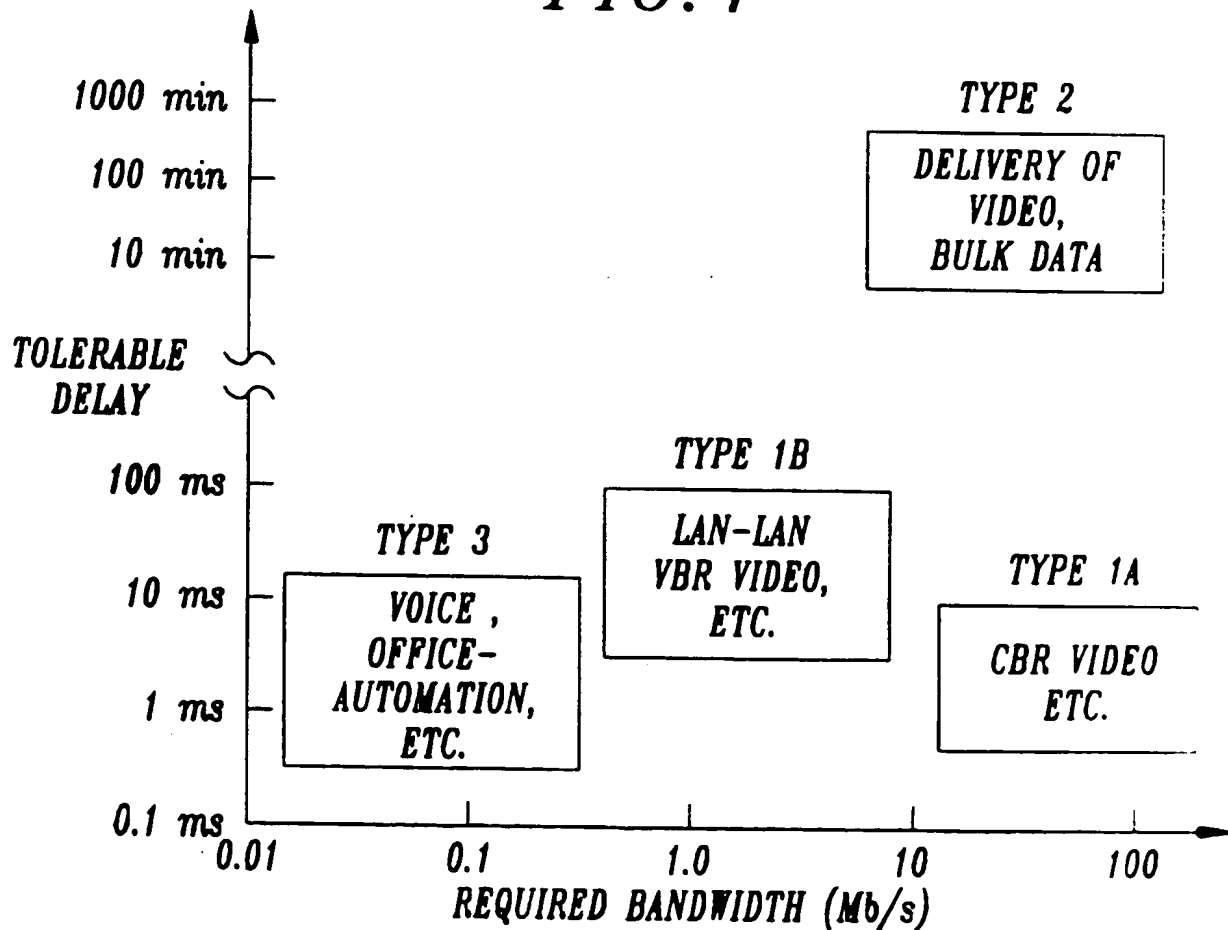 FIG. 7
1000 min
100 min
10 min
TOLERABLE
DELAY
100 ms
10 ms
1 ms
0.1 ms
TYPE 2
DELIVERY OF
VIDEO,
BULK DATA
TYPE 1B
LAN-LAN
VBR VIDEO,
ETC.
TYPE 3
VOICE ,
OFFICE-
AUTOMATION,
ETC.
TYPE 1A
CBR VIDEO
ETC.
0.01
0.1
1.0
10
100
REQUIRED BANDWIDTH (Mb/s)